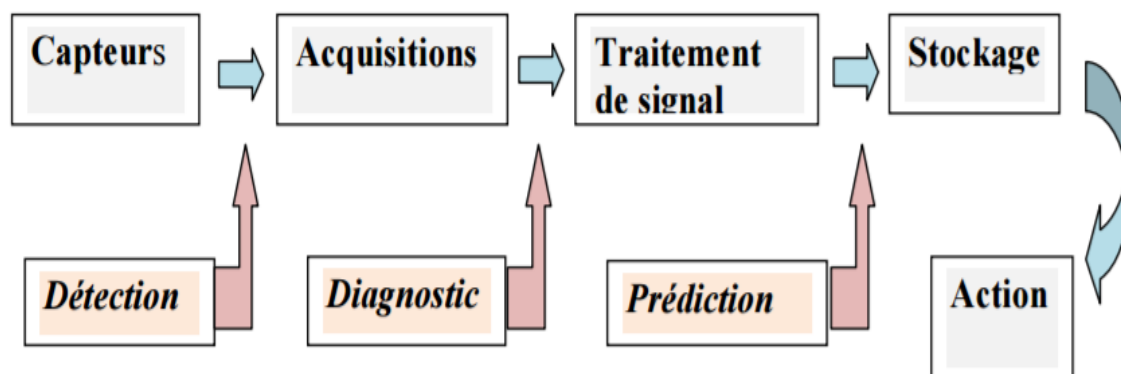 Capteurs
Acquisitions
Traitement
de signal
Stockage
Détection
Diagnostic
Prédiction
Action